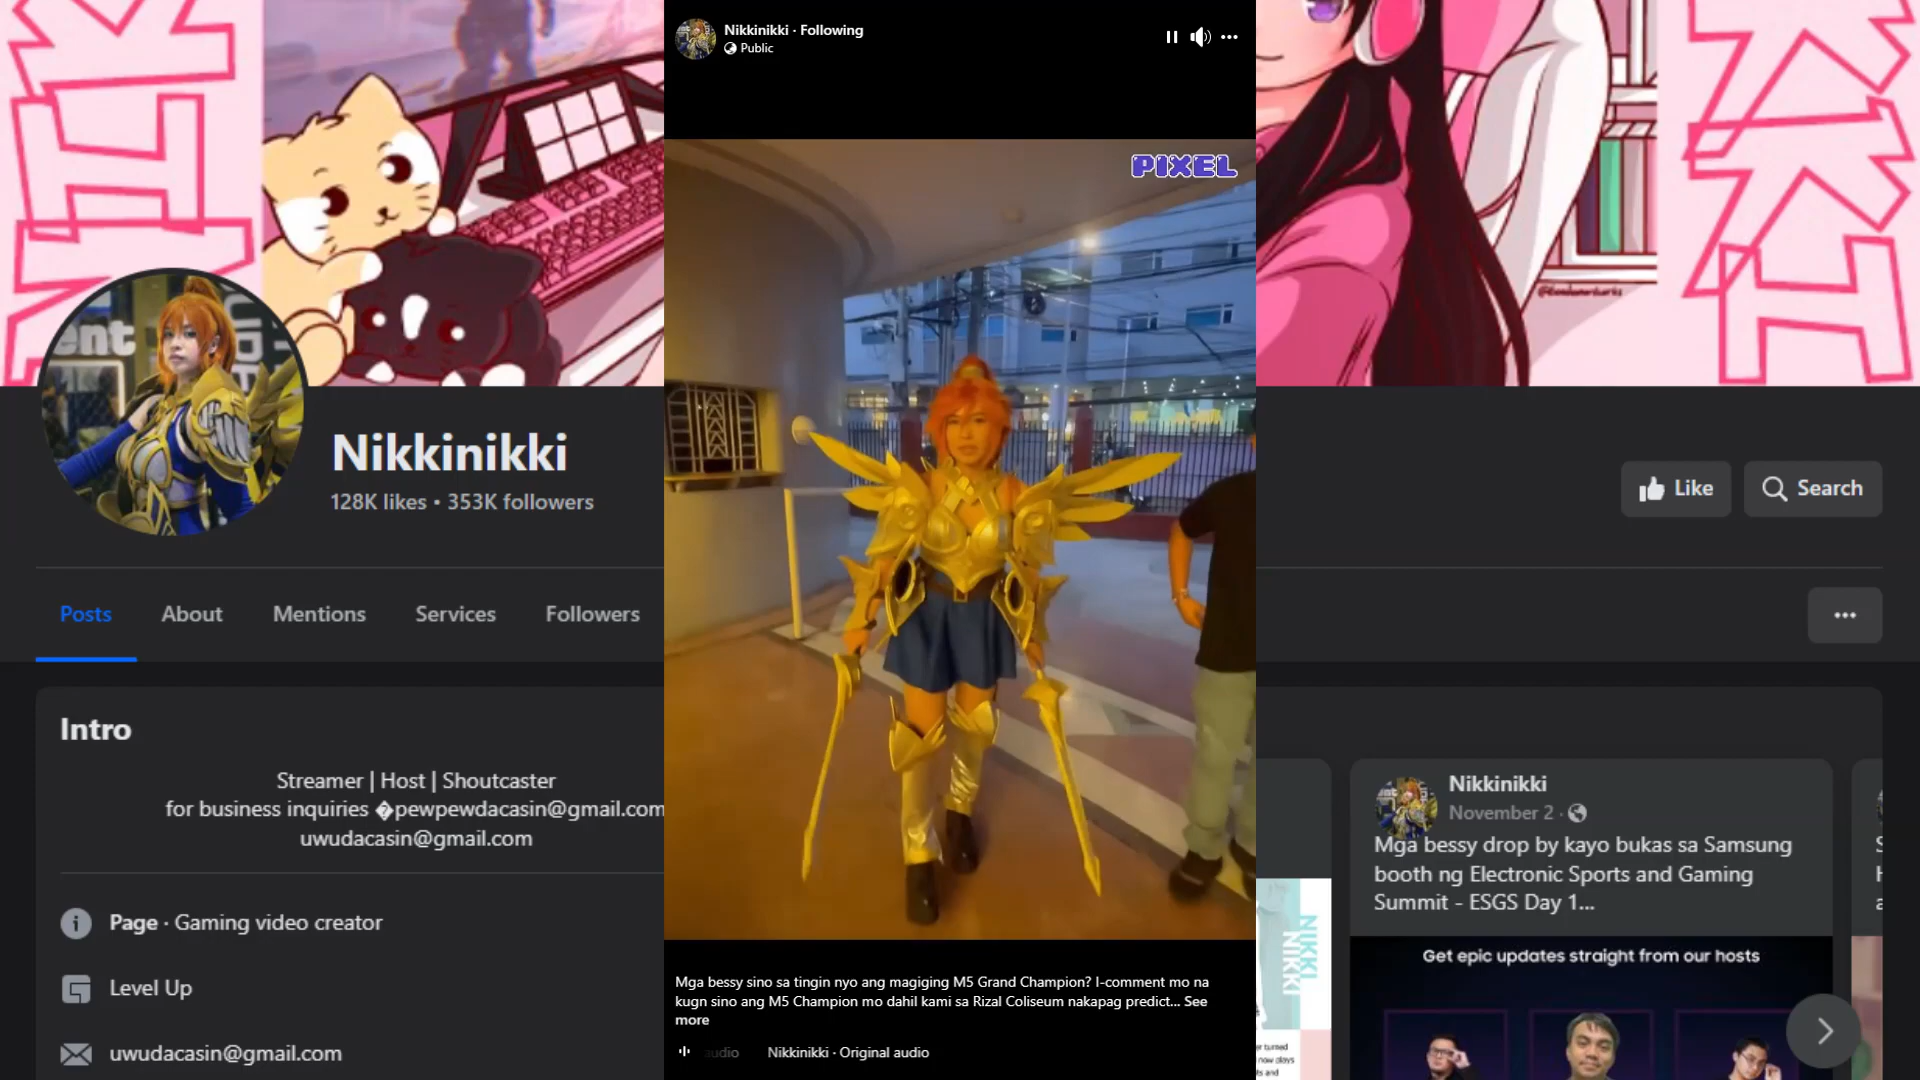 Nikkinikki · Following
Public
PIXEL
ent
Nikkinikki
128K likes • 353K followers
Like
Search
Posts
About
Mentions
Services
Followers
Intro
Streamer | Host | Shoutcaster
for business inquiries �pewpewdacasin@gmail.com
uwudacasin@gmail.com
Page · Gaming video creator
Level Up
uwudacasin@gmail.com
Mga bessy sino sa tingin nyo ang magiging M5 Grand Champion? I-comment mo na
kugn sino ang M5 Champion mo dahil kami sa Rizal Coliseum nakapag predict... See
more
audio
Nikkinikki · Original audio
Nikkinikki
November 2 ·
Mga bessy drop by kayo bukas sa Samsung
booth ng Electronic Sports and Gaming
Summit - ESGS Day 1...
Get epic updates straight from our hosts
NIKKI
NIKKI